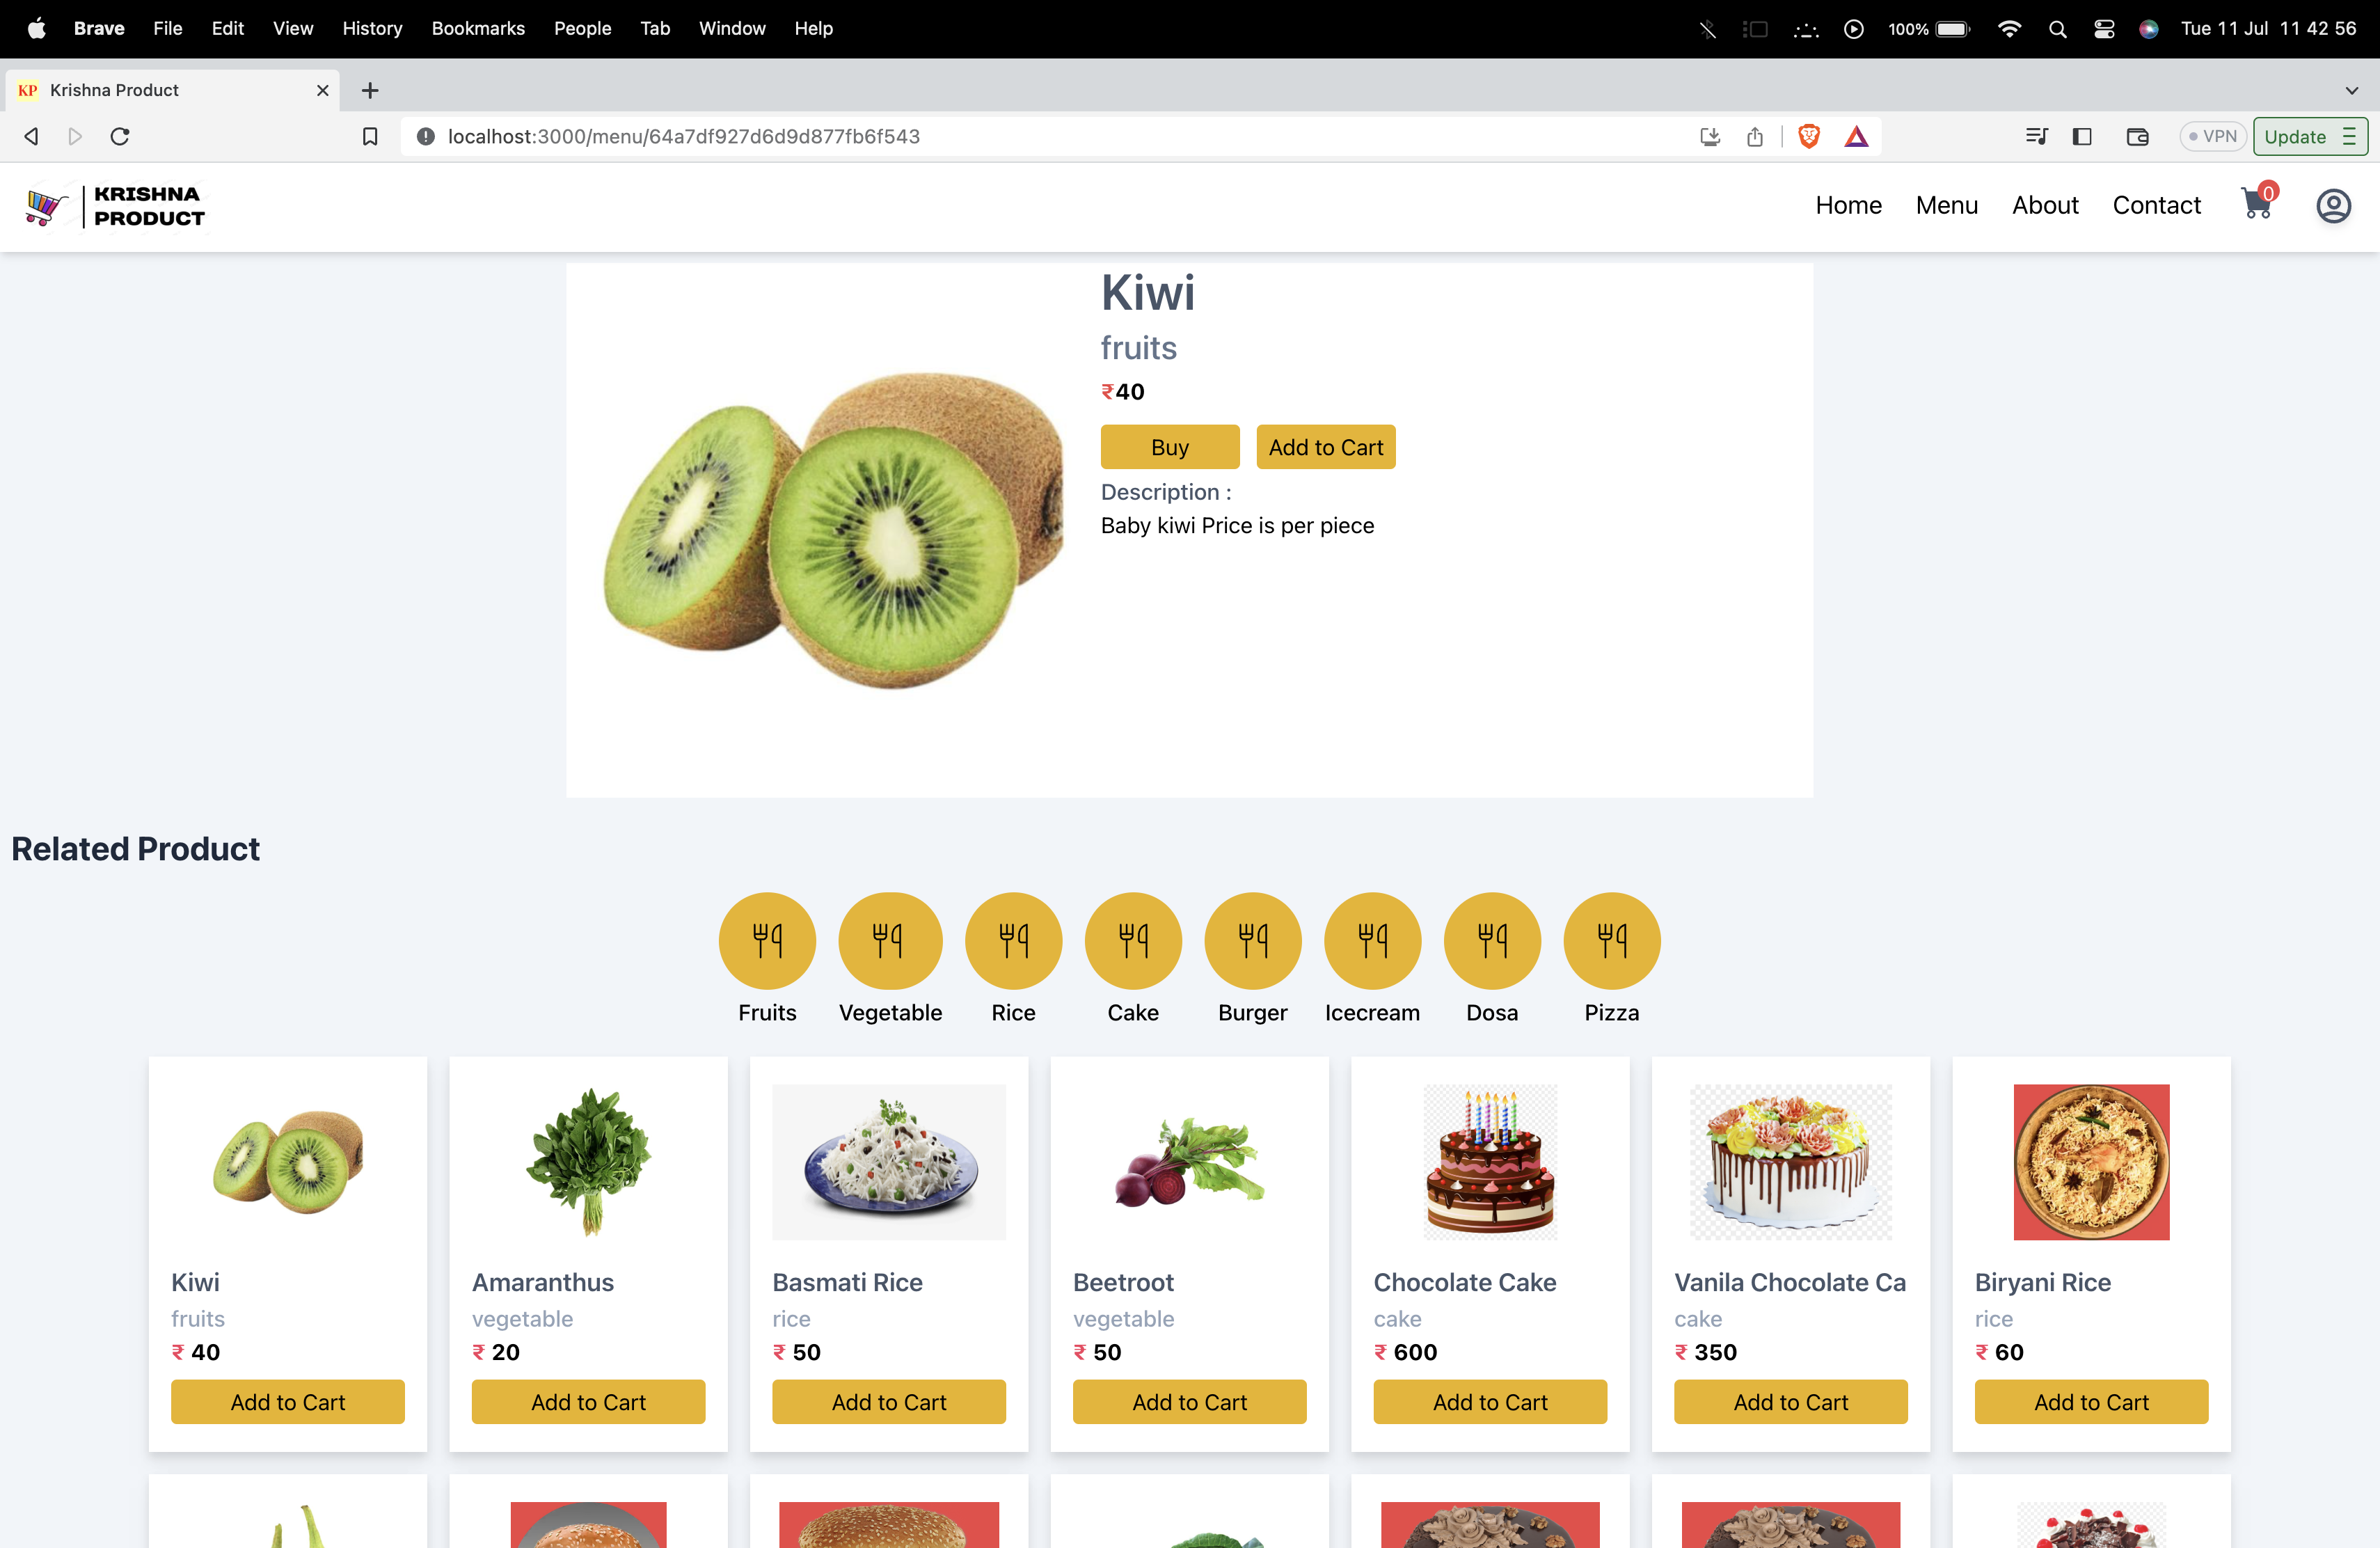 Brave File Edit View History Bookmarks People Tab Window Help 100% Tue 11 Jul 11 42 56
KP Krishna Product
localhost:3000/menu/64a7df927d6d9d877fb6f543 VPN Update
KRISHNA
PRODUCT
Home Menu About Contact 0
Kiwi
fruits
₹40
Buy Add to Cart
Description :
Baby kiwi Price is per piece
Related Product
Fruits Vegetable Rice Cake Burger Icecream Dosa Pizza
Kiwi Amaranthus Basmati Rice Beetroot Chocolate Cake Vanila Chocolate Ca Biryani Rice
fruits vegetable rice vegetable cake cake rice
₹ 40 ₹ 20 ₹ 50 ₹ 50 ₹ 600 ₹ 350 ₹ 60
Add to Cart Add to Cart Add to Cart Add to Cart Add to Cart Add to Cart Add to Cart